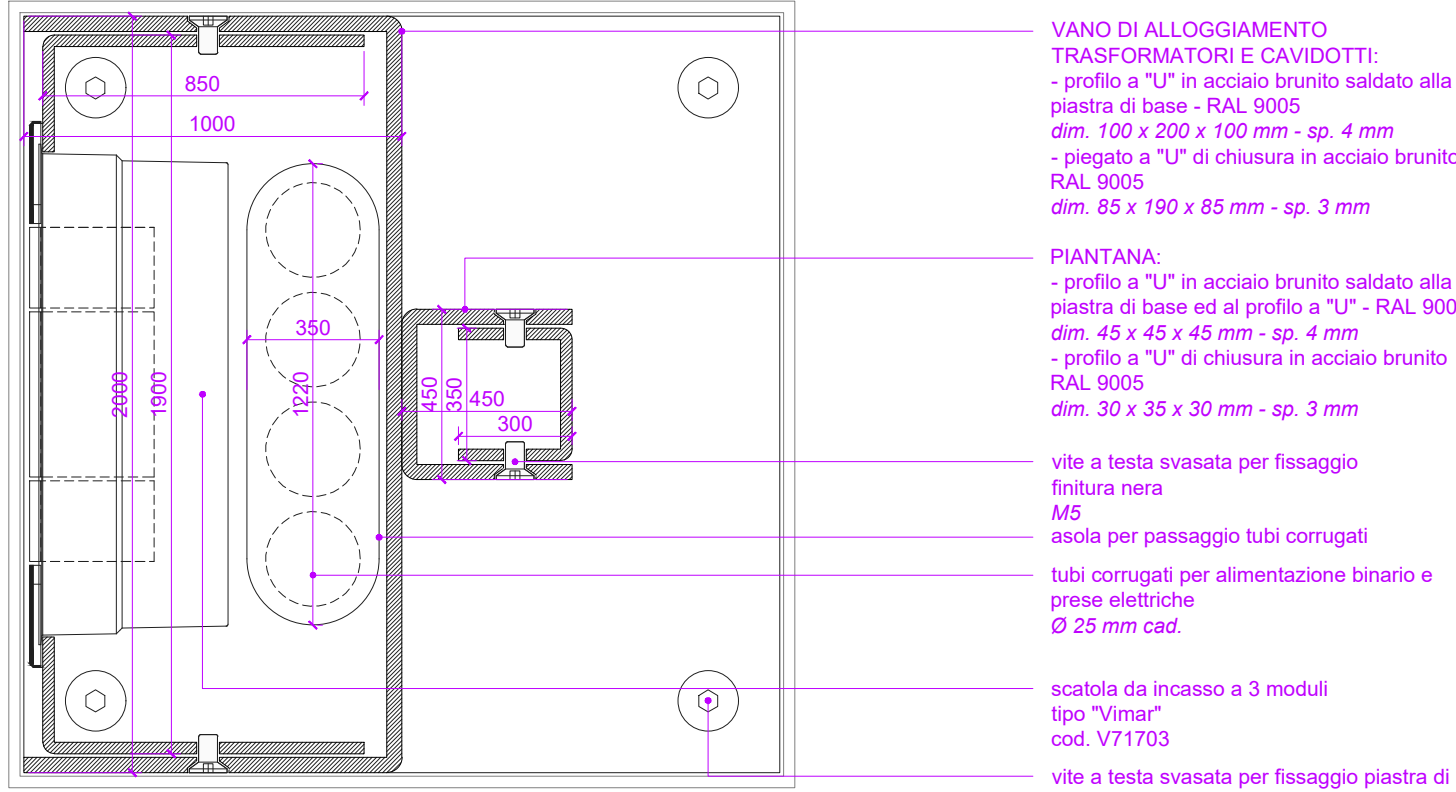 850
1000
2000
1900
1220
350
450
350
450
300
VANO DI ALLOGGIAMENTO
TRASFORMATORI E CAVIDOTTI:
- profilo a "U" in acciaio brunito saldato alla
piastra di base - RAL 9005
dim. 100 x 200 x 100 mm - sp. 4 mm
- piegato a "U" di chiusura in acciaio brunito
RAL 9005
dim. 85 x 190 x 85 mm - sp. 3 mm
PIANTANA:
- profilo a "U" in acciaio brunito saldato alla
piastra di base ed al profilo a "U" - RAL 900
dim. 45 x 45 x 45 mm - sp. 4 mm
- profilo a "U" di chiusura in acciaio brunito
RAL 9005
dim. 30 x 35 x 30 mm - sp. 3 mm
vite a testa svasata per fissaggio
finitura nera
M5
asola per passaggio tubi corrugati
tubi corrugati per alimentazione binario e
prese elettriche
Ø 25 mm cad.
scatola da incasso a 3 moduli
tipo "Vimar"
cod. V71703
vite a testa svasata per fissaggio piastra di